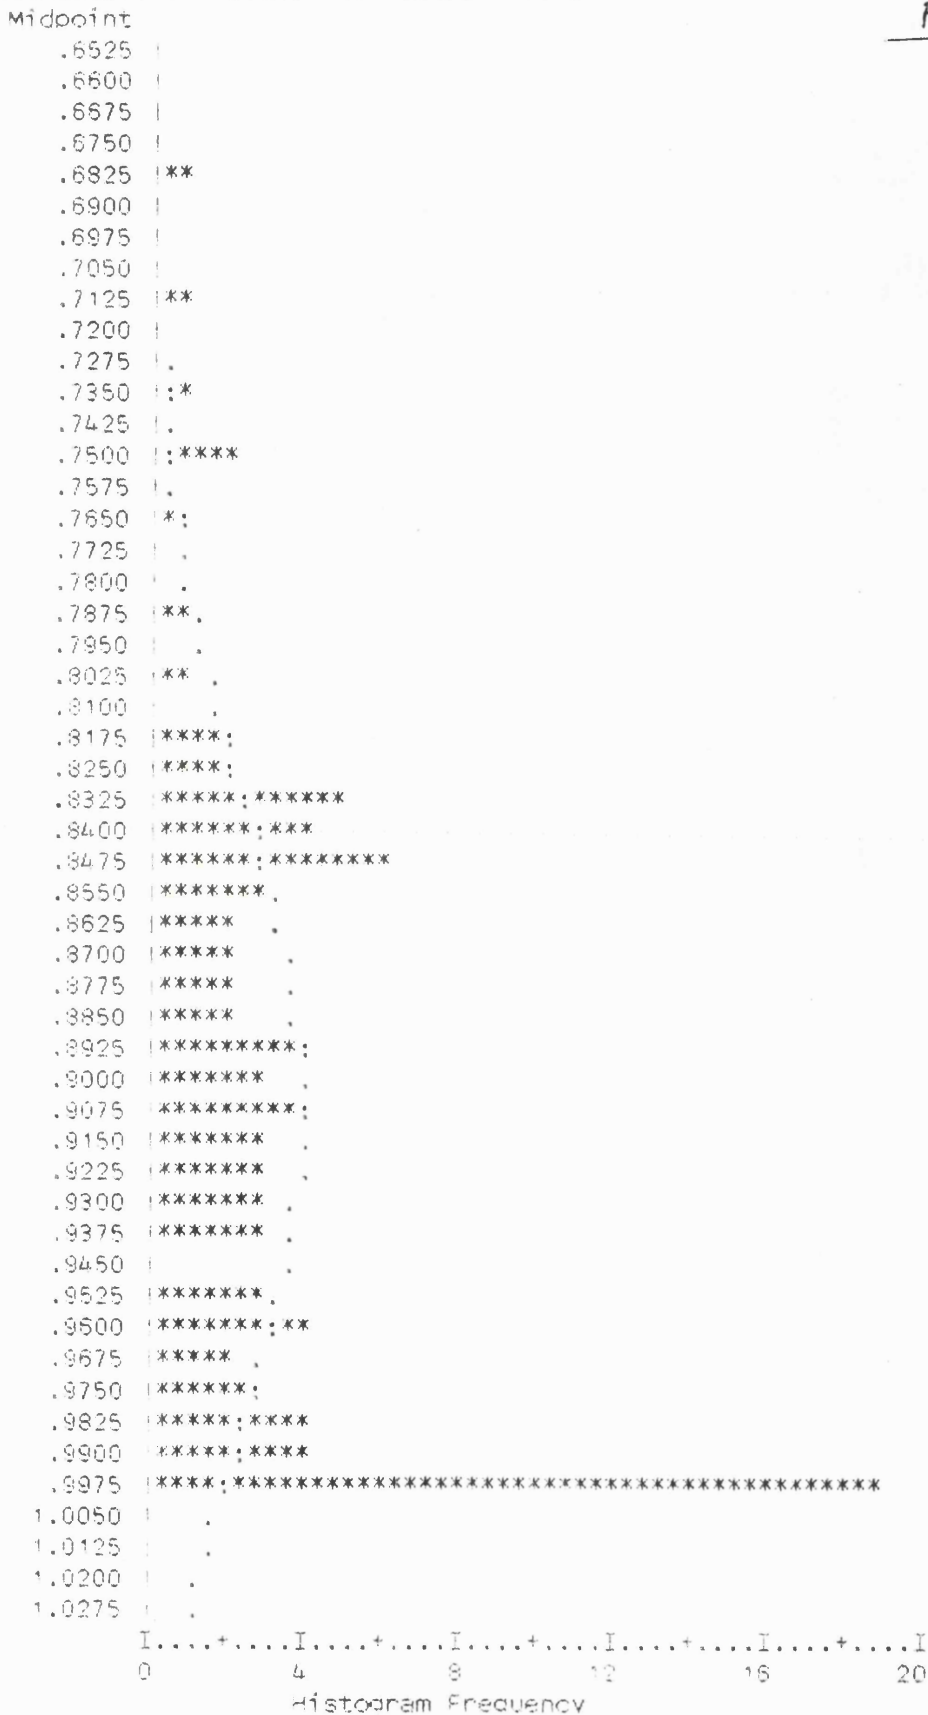 Midpoint
.6525 |
.6600 |
.6675 |
.6750 |
.6825 |**
.6900 |
.6975 |
.7050 |
.7125 |**
.7200 |
.7275 |.
.7350 |:*
.7425 |.
.7500 |:****
.7575 |.
.7650 |*:
.7725 | .
.7800 | .
.7875 |**.
.7950 |  .
.8025 |** .
.8100 |   .
.8175 |****:
.8250 |****:
.8325 |*****:******
.8400 |******:***
.8475 |******:********
.8550 |*******.
.8625 |*****  .
.8700 |*****   .
.8775 |*****   .
.8850 |*****   .
.8925 |*********:
.9000 |*******  .
.9075 |*********:
.9150 |*******  .
.9225 |*******  .
.9300 |******* .
.9375 |******* .
.9450 |        .
.9525 |*******.
.9600 |*******:**
.9675 |***** .
.9750 |******:
.9825 |*****:****
.9900 |*****:****
.9975 |****:******************************************
1.0050 |   .
1.0125 |   .
1.0200 |  .
1.0275 |  .
I....+....I....+....I....+....I....+....I....+....I
0 4 8 12 16 20
Histogram Frequency